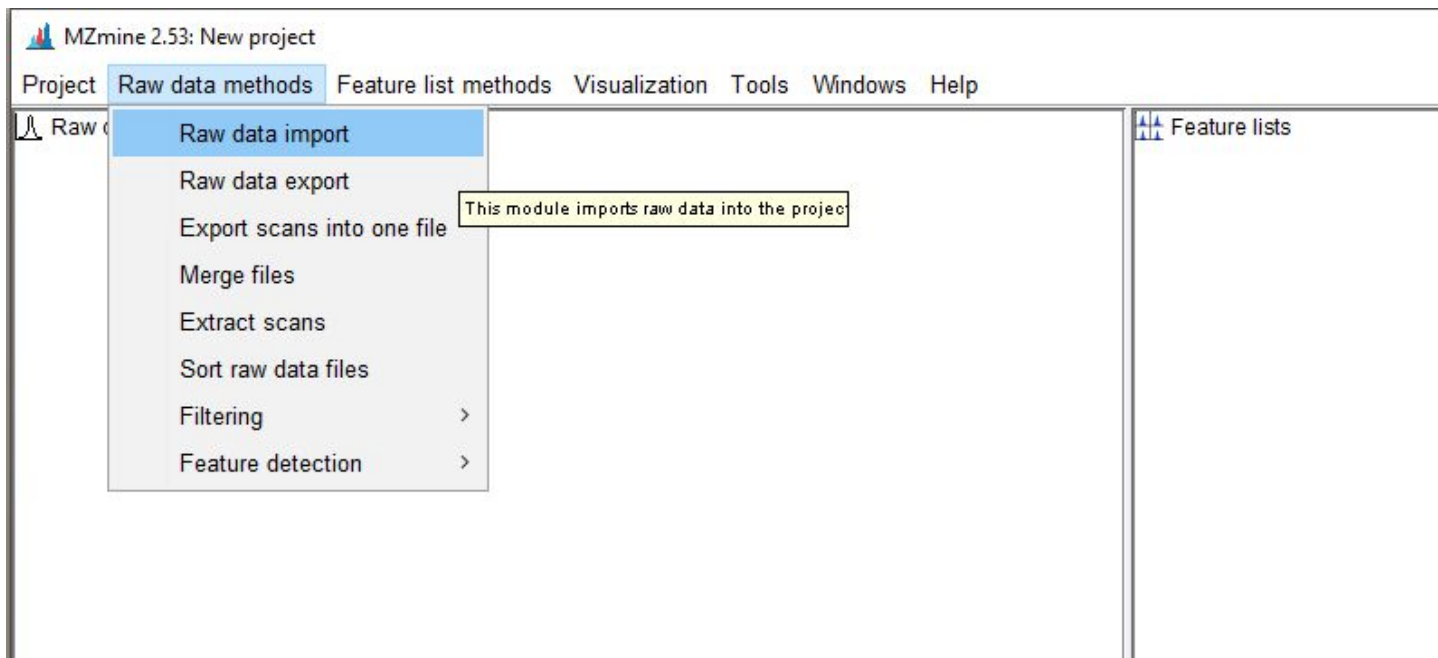 MZmine 2.53: New project
Project Raw data methods Feature list methods Visualization Tools Windows Help
Raw
Feature lists
Raw data import
Raw data export
This module imports raw data into the projec
Export scans into one file
Merge files
Extract scans
Sort raw data files
Filtering >
Feature detection >